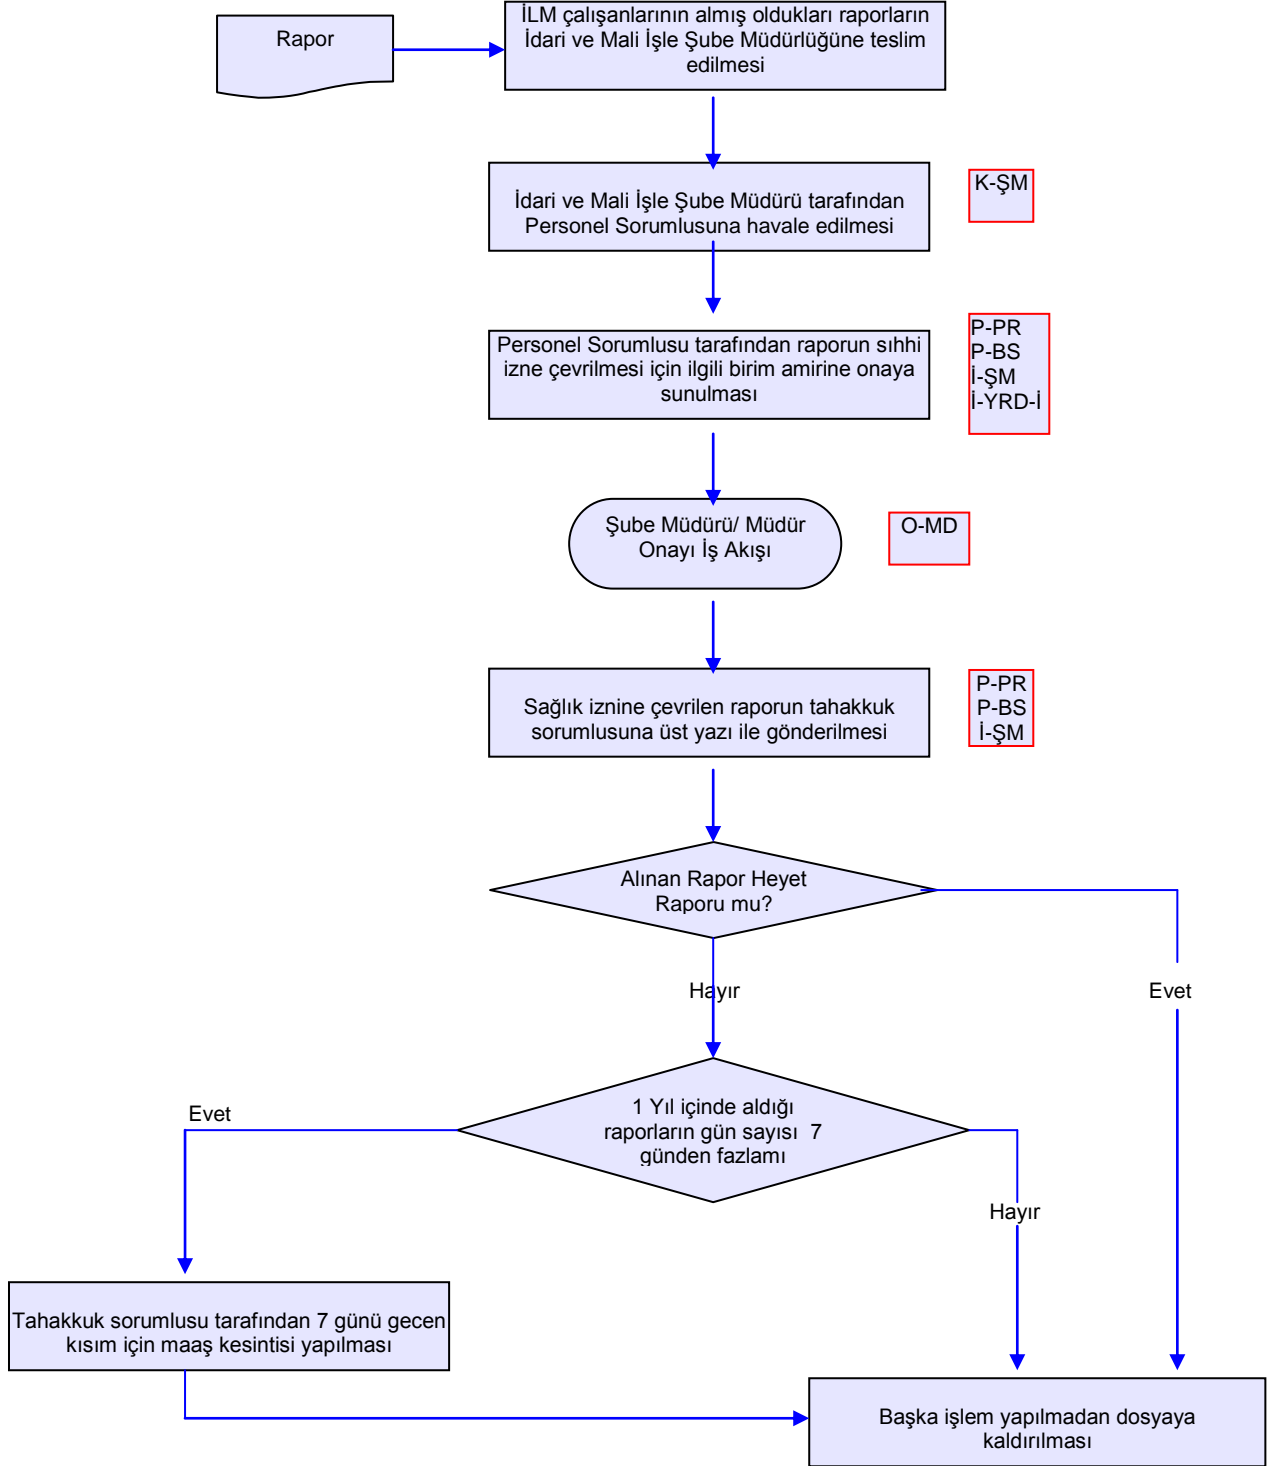 Rapor
İLM çalışanlarının almış oldukları raporların
İdari ve Mali İşle Şube Müdürlüğüne teslim
edilmesi
İdari ve Mali İşle Şube Müdürü tarafından
Personel Sorumlusuna havale edilmesi
K-ŞM
Personel Sorumlusu tarafından raporun sıhhi
izne çevrilmesi için ilgili birim amirine onaya
sunulması
P-PR
P-BS
İ-ŞM
İ-YRD-İ
Şube Müdürü/ Müdür
Onayı İş Akışı
O-MD
Sağlık iznine çevrilen raporun tahakkuk
sorumlusuna üst yazı ile gönderilmesi
P-PR
P-BS
İ-ŞM
Alınan Rapor Heyet
Raporu mu?
Hayır
Evet
1 Yıl içinde aldığı
raporların gün sayısı 7
günden fazlamı
Evet
Hayır
Tahakkuk sorumlusu tarafından 7 günü gecen
kısım için maaş kesintisi yapılması
Başka işlem yapılmadan dosyaya
kaldırılması